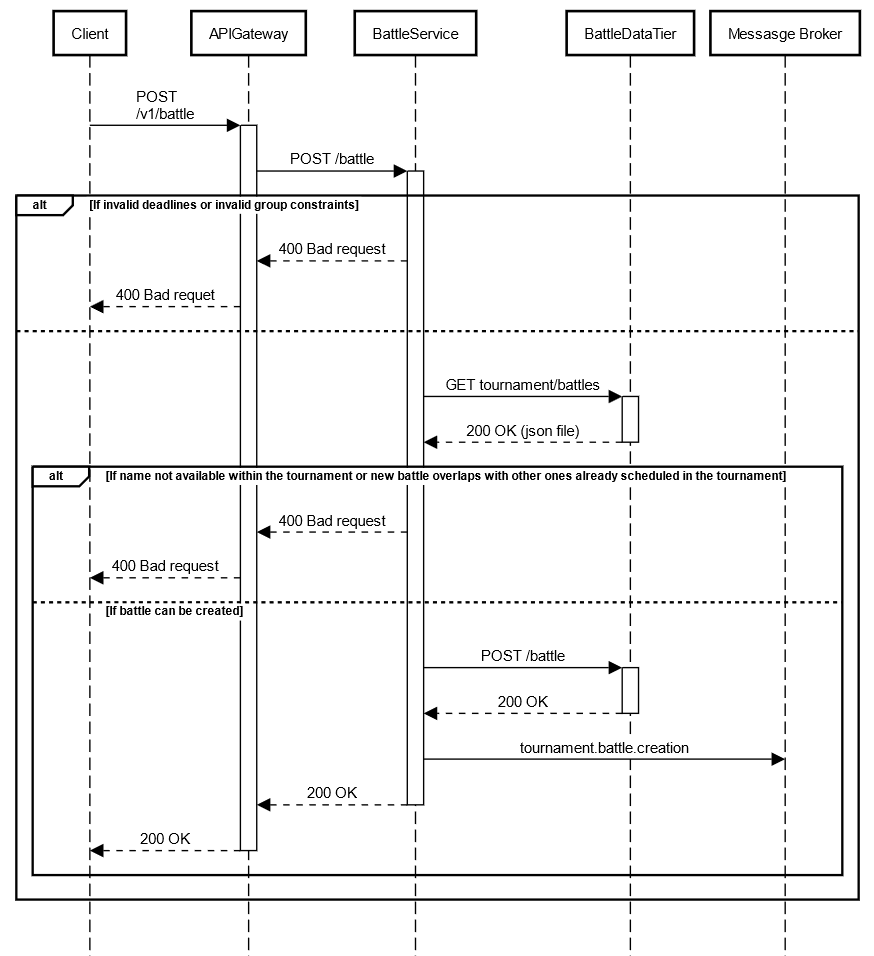 Client
APIGateway
BattleService
BattleDataTier
Messasge Broker
POST
/v1/battle
POST /battle
alt
[If invalid deadlines or invalid group constraints]
400 Bad request
400 Bad requet
GET tournament/battles
200 OK (json file)
alt
[If name not available within the tournament or new battle overlaps with other ones already scheduled in the tournament]
400 Bad request
400 Bad request
[If battle can be created]
POST /battle
200 OK
tournament.battle.creation
200 OK
200 OK